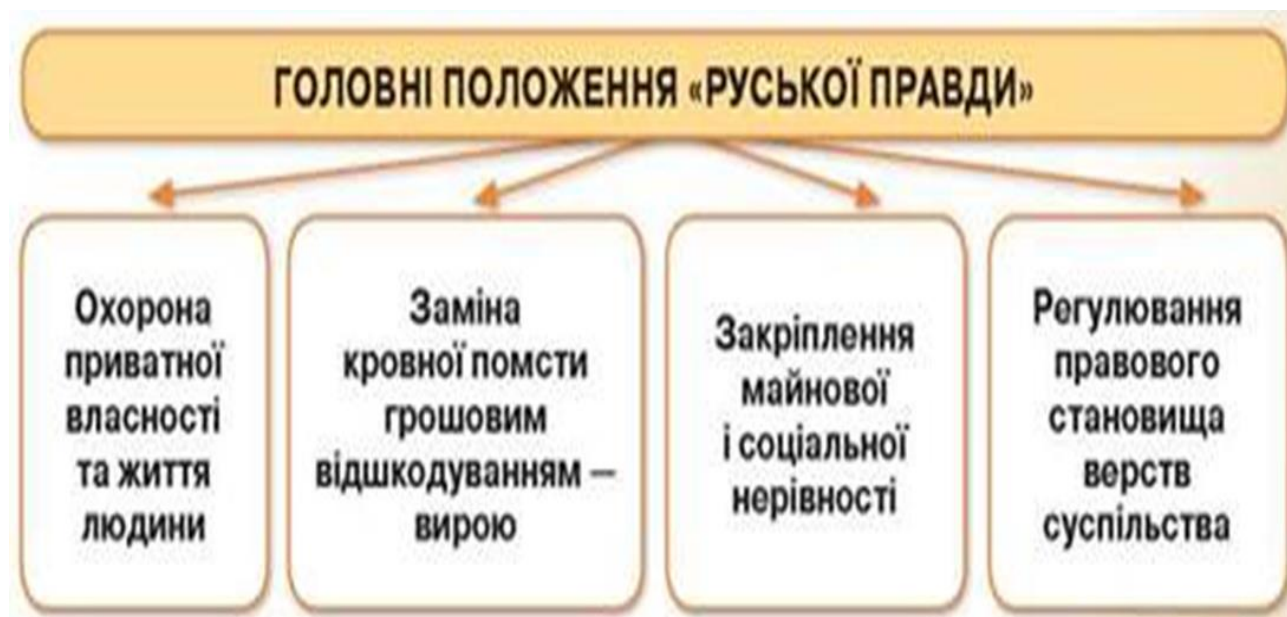 ГОЛОВНІ ПОЛОЖЕННЯ «РУСЬКОЇ ПРАВДИ»
Охорона
приватної
власності
та життя
людини
Заміна
кровної помсти
грошовим
відшкодуванням —
вирою
Закріплення
майнової
і соціальної
нерівності
Регулювання
правового
становища
верств
суспільства